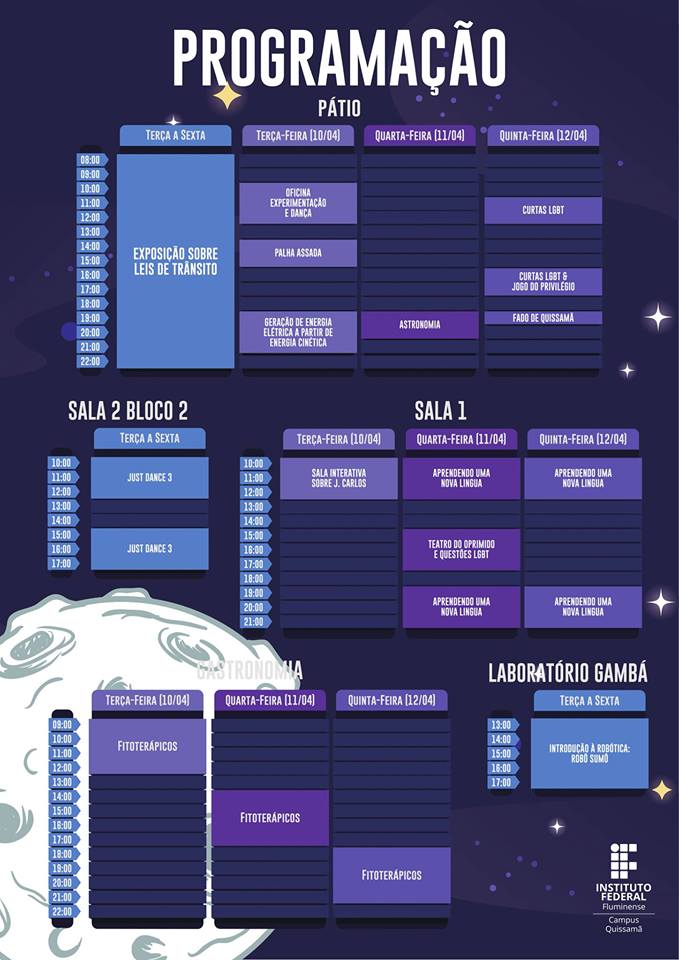 PROGRAMAÇÃO
PÁTIO
TERÇA A SEXTA
TERÇA-FEIRA (10/04)
QUARTA-FEIRA (11/04)
QUINTA-FEIRA (12/04)
08:00
09:00
10:00
11:00
12:00
13:00
14:00
15:00
16:00
17:00
18:00
19:00
20:00
21:00
22:00
EXPOSIÇÃO SOBRE
LEIS DE TRÂNSITO
OFICINA
EXPERIMENTAÇÃO
E DANÇA
PALHA ASSADA
GERAÇÃO DE ENERGIA
ELÉTRICA A PARTIR DE
ENERGIA CINÉTICA
ASTRONOMIA
CURTAS LGBT
CURTAS LGBT &
JOGO DO PRIVILÉGIO
FADO DE QUISSAMÃ
SALA 2 BLOCO 2
TERÇA A SEXTA
10:00
11:00
12:00
13:00
14:00
15:00
16:00
17:00
JUST DANCE 3
JUST DANCE 3
SALA 1
TERÇA-FEIRA (10/04)
QUARTA-FEIRA (11/04)
QUINTA-FEIRA (12/04)
10:00
11:00
12:00
13:00
14:00
15:00
16:00
17:00
18:00
19:00
20:00
21:00
SALA INTERATIVA
SOBRE J. CARLOS
APRENDENDO UMA
NOVA LINGUA
TEATRO DO OPRIMIDO
E QUESTÕES LGBT
APRENDENDO UMA
NOVA LINGUA
APRENDENDO UMA
NOVA LINGUA
APRENDENDO UMA
NOVA LINGUA
GASTRONOMIA
TERÇA-FEIRA (10/04)
QUARTA-FEIRA (11/04)
QUINTA-FEIRA (12/04)
09:00
10:00
11:00
12:00
13:00
14:00
15:00
16:00
17:00
18:00
19:00
20:00
21:00
22:00
FITOTERÁPICOS
FITOTERÁPICOS
FITOTERÁPICOS
LABORATÓRIO GAMBÁ
TERÇA A SEXTA
13:00
14:00
15:00
16:00
17:00
INTRODUÇÃO À ROBÓTICA:
ROBÔ SUMÔ
INSTITUTO
FEDERAL
Fluminense
Campus
Quissamã